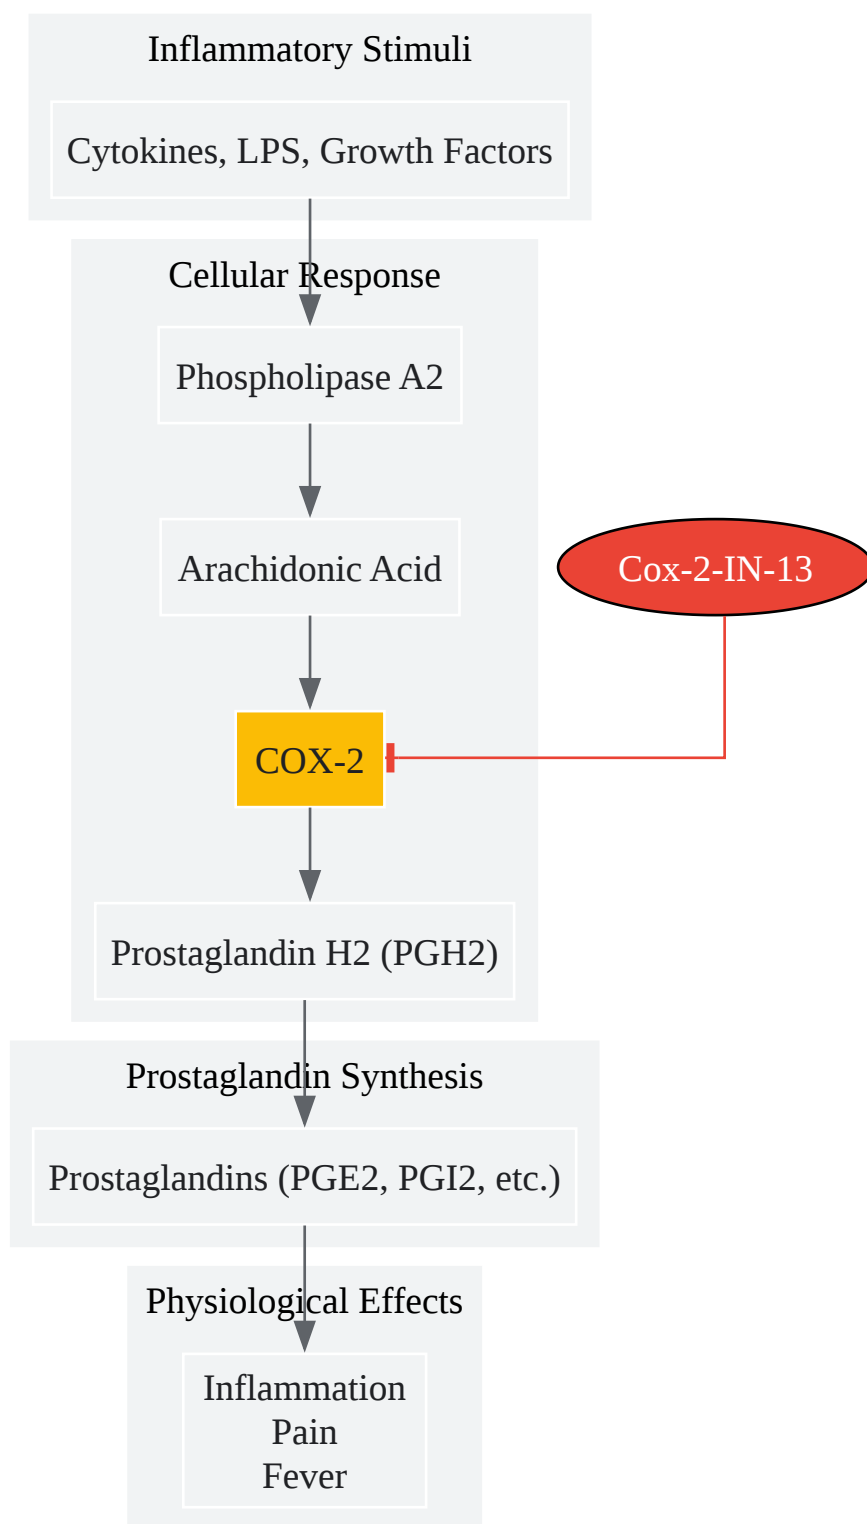 Inflammatory Stimuli
Cytokines, LPS, Growth Factors
Cellular Response
Phospholipase A2
Arachidonic Acid
Cox-2-IN-13
COX-2
Prostaglandin H2 (PGH2)
Prostaglandin Synthesis
Prostaglandins (PGE2, PGI2, etc.)
Physiological Effects
Inflammation
Pain
Fever